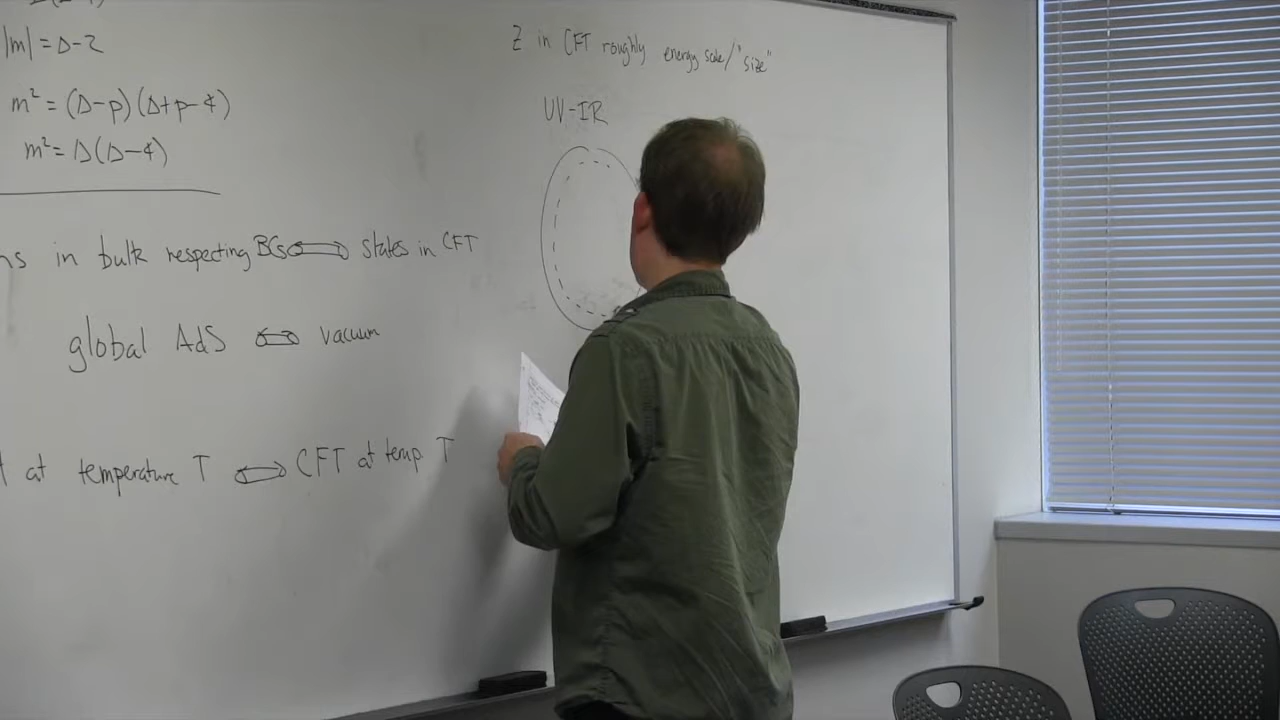 |m| = Δ-2
m² = (Δ-p)(Δ+p-4)
m² = Δ(Δ-4)
ns in bulk respecting BCs ⟺ states in CFT
global AdS ⟺ vacuum
at temperature T ⟺ CFT at temp. T
Z in CFT roughly energy scale/"size"
UV-IR